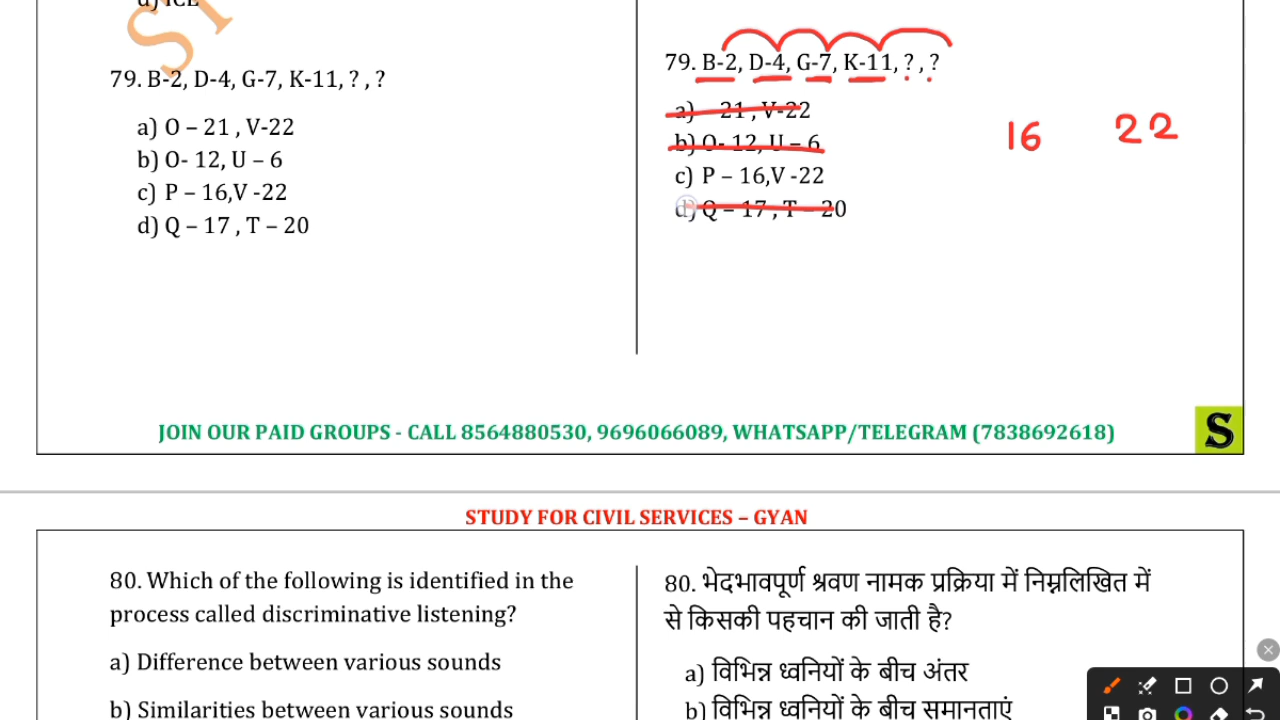 d) ICE
ST
79. B-2, D-4, G-7, K-11, ? , ?
a) O – 21 , V-22
b) O- 12, U – 6
c) P – 16,V -22
d) Q – 17 , T – 20
79. B-2, D-4, G-7, K-11, ? , ?
a) 21 , V-22
b) O- 12, U – 6
c) P – 16,V -22
d) Q – 17 , T – 20
16 22
JOIN OUR PAID GROUPS - CALL 8564880530, 9696066089, WHATSAPP/TELEGRAM (7838692618)
S
STUDY FOR CIVIL SERVICES – GYAN
80. Which of the following is identified in the
process called discriminative listening?
a) Difference between various sounds
b) Similarities between various sounds
80. भेदभावपूर्ण श्रवण नामक प्रक्रिया में निम्नलिखित में
से किसकी पहचान की जाती है?
a) विभिन्न ध्वनियों के बीच अंतर
b) विभिन्न ध्वनियों के बीच समानताएं